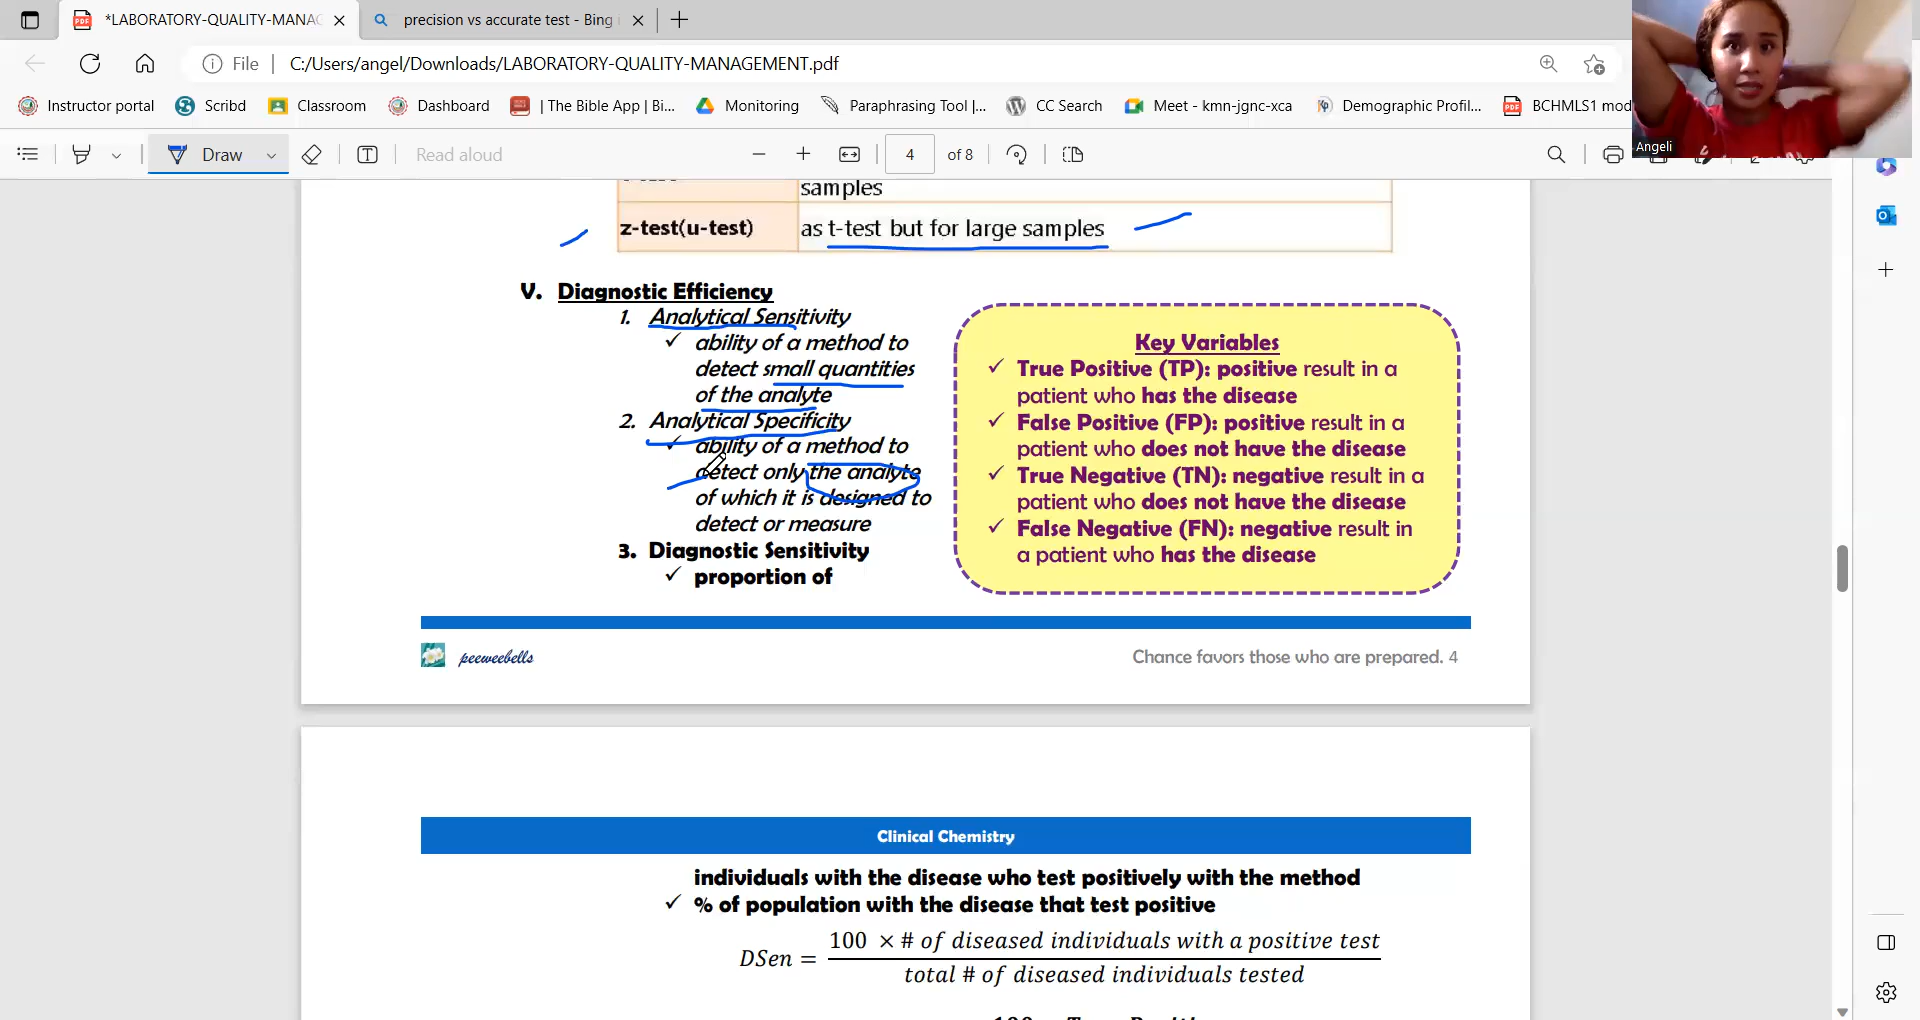 *LABORATORY-QUALITY-MANAG
precision vs accurate test - Bing i
File
C:/Users/angel/Downloads/LABORATORY-QUALITY-MANAGEMENT.pdf
Instructor portal
Scribd
Classroom
Dashboard
| The Bible App | Bi...
Monitoring
Paraphrasing Tool |...
CC Search
Meet - kmn-jgnc-xca
Demographic Profil...
BCHMLS1 mod
Angeli
Draw
Read aloud
4
of 8
samples
z-test(u-test)
as t-test but for large samples
V. Diagnostic Efficiency
1. Analytical Sensitivity
✓ ability of a method to
detect small quantities
of the analyte
2. Analytical Specificity
✓ ability of a method to
detect only the analyte
of which it is designed to
detect or measure
3. Diagnostic Sensitivity
✓ proportion of
Key Variables
✓ True Positive (TP): positive result in a
patient who has the disease
✓ False Positive (FP): positive result in a
patient who does not have the disease
✓ True Negative (TN): negative result in a
patient who does not have the disease
✓ False Negative (FN): negative result in
a patient who has the disease
peeweebells
Chance favors those who are prepared. 4
Clinical Chemistry
individuals with the disease who test positively with the method
✓ % of population with the disease that test positive
DSen = 100 × # of diseased individuals with a positive test
total # of diseased individuals tested